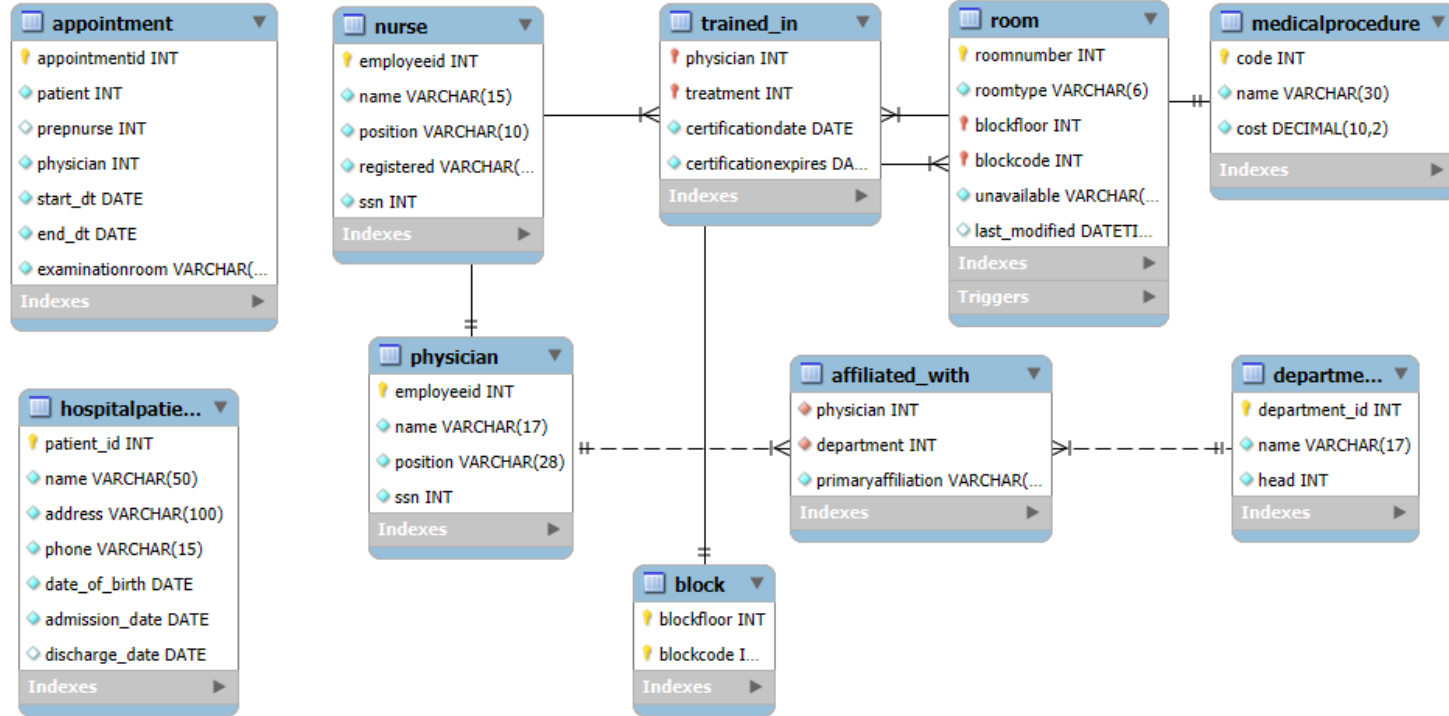 appointment
appointmentid INT
patient INT
prepnurse INT
physician INT
start_dt DATE
end_dt DATE
examinationroom VARCHAR(...
Indexes
nurse
employeeid INT
name VARCHAR(15)
position VARCHAR(10)
registered VARCHAR(...
ssn INT
Indexes
trained_in
physician INT
treatment INT
certificationdate DATE
certificationexpires DA...
Indexes
room
roomnumber INT
roomtype VARCHAR(6)
blockfloor INT
blockcode INT
unavailable VARCHAR(...
last_modified DATETI...
Indexes
Triggers
medicalprocedure
code INT
name VARCHAR(30)
cost DECIMAL(10,2)
Indexes
hospitalpatie...
patient_id INT
name VARCHAR(50)
address VARCHAR(100)
phone VARCHAR(15)
date_of_birth DATE
admission_date DATE
discharge_date DATE
Indexes
physician
employeeid INT
name VARCHAR(17)
position VARCHAR(28)
ssn INT
Indexes
affiliated_with
physician INT
department INT
primaryaffiliation VARCHAR(...
Indexes
departme...
department_id INT
name VARCHAR(17)
head INT
Indexes
block
blockfloor INT
blockcode I...
Indexes